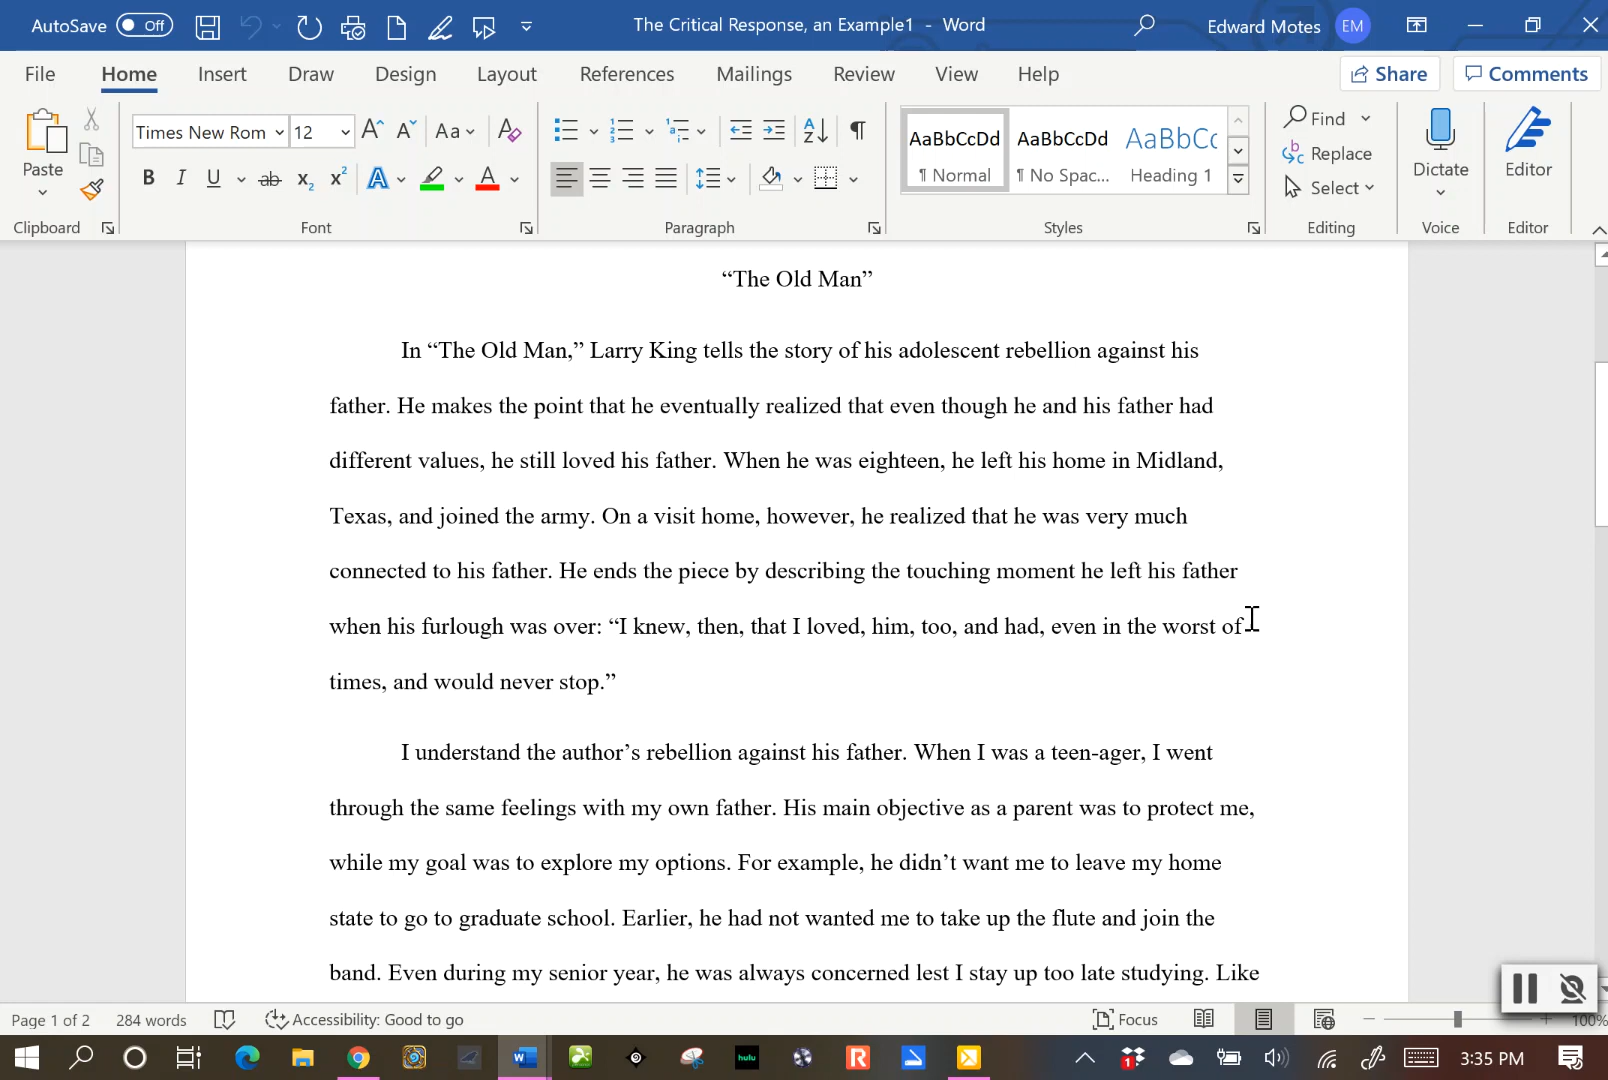 AutoSave Off The Critical Response, an Example1 - Word Edward Motes EM
File Home Insert Draw Design Layout References Mailings Review View Help Share Comments
Times New Rom 12 Aa AaBbCcDd AaBbCcDd AaBbCc Find
Paste Replace Dictate Editor
B I U ab x2 x2 A A ¶ Normal ¶ No Spac... Heading 1 Select
Clipboard Font Paragraph Styles Editing Voice Editor
“The Old Man”
In “The Old Man,” Larry King tells the story of his adolescent rebellion against his
father. He makes the point that he eventually realized that even though he and his father had
different values, he still loved his father. When he was eighteen, he left his home in Midland,
Texas, and joined the army. On a visit home, however, he realized that he was very much
connected to his father. He ends the piece by describing the touching moment he left his father
when his furlough was over: “I knew, then, that I loved, him, too, and had, even in the worst of
times, and would never stop.”
I understand the author’s rebellion against his father. When I was a teen-ager, I went
through the same feelings with my own father. His main objective as a parent was to protect me,
while my goal was to explore my options. For example, he didn’t want me to leave my home
state to go to graduate school. Earlier, he had not wanted me to take up the flute and join the
band. Even during my senior year, he was always concerned lest I stay up too late studying. Like
Page 1 of 2 284 words Accessibility: Good to go Focus 100%
hulu R 1 3:35 PM